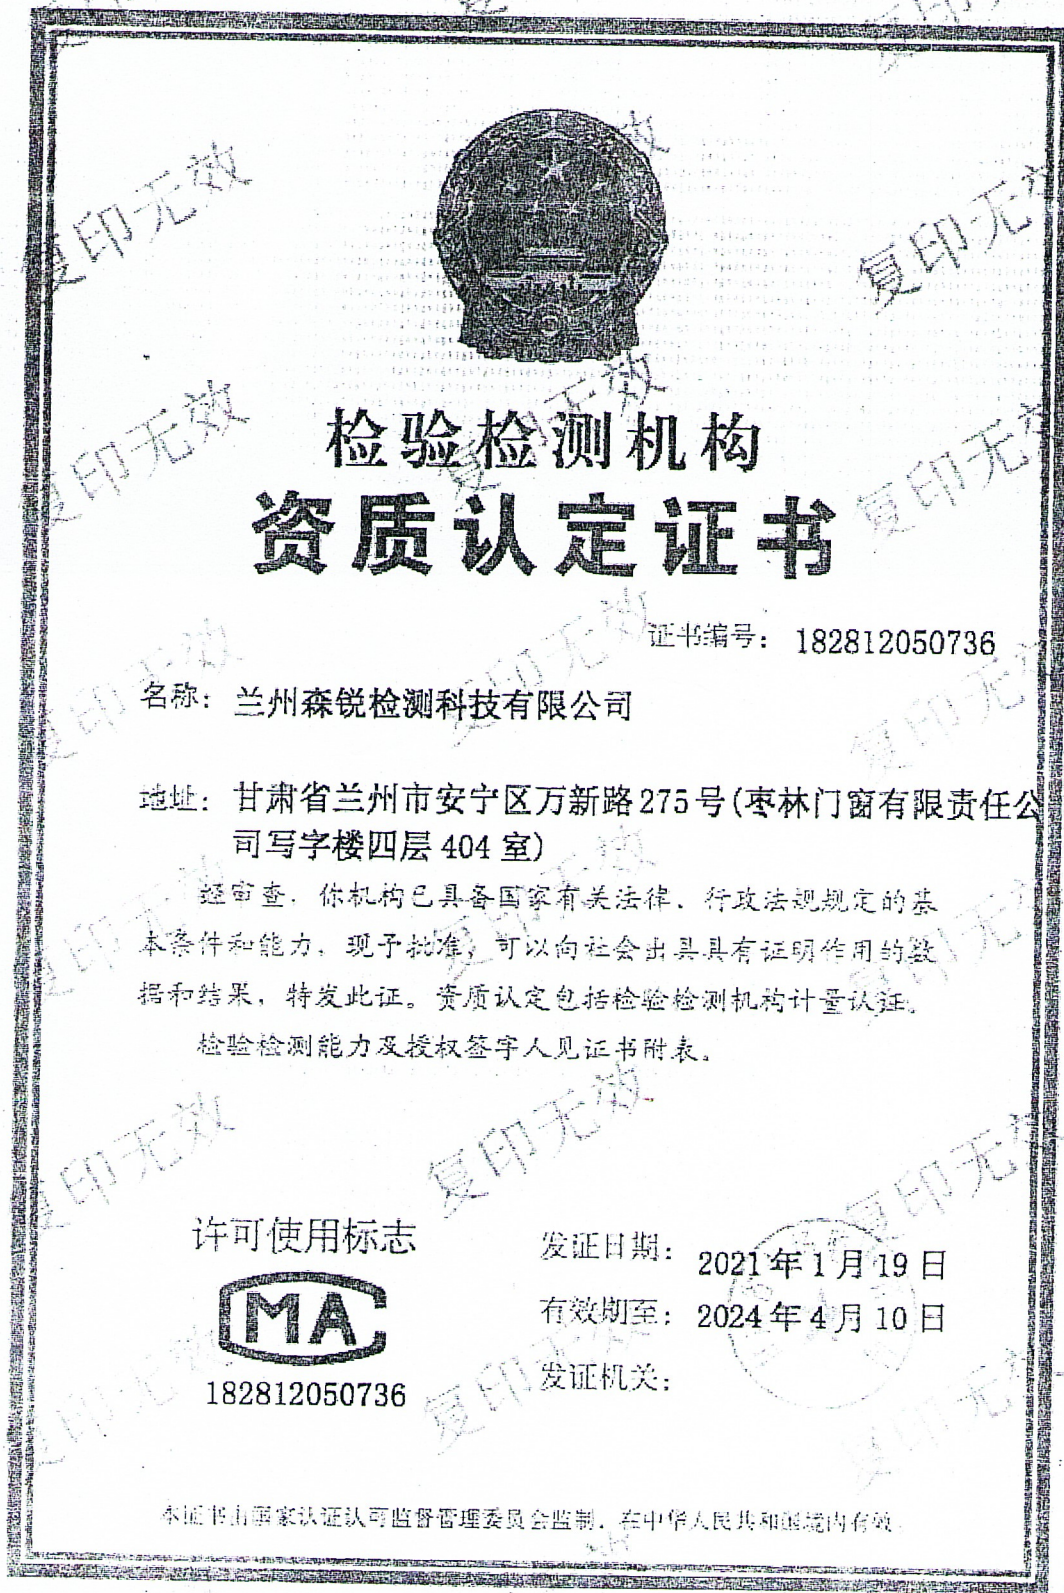 检验检测机构
资质认定证书
证书编号：182812050736
名称：兰州森锐检测科技有限公司
地址：甘肃省兰州市安宁区万新路275号(枣林门窗有限责任公
司写字楼四层404室)
经审查，你机构已具备国家有关法律、行政法规规定的基
本条件和能力，现予批准，可以向社会出具具有证明作用的数
据和结果，特发此证。资质认定包括检验检测机构计量认证。
检验检测能力及授权签字人见证书附表。
许可使用标志
MA
182812050736
发证日期：2021年1月19日
有效期至：2024年4月10日
发证机关：
本证书由国家认证认可监督管理委员会监制，在中华人民共和国境内有效
复印无效